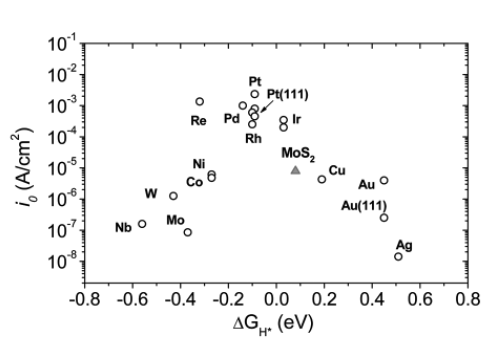 10⁻¹
10⁻²
10⁻³
10⁻⁴
10⁻⁵
10⁻⁶
10⁻⁷
10⁻⁸
i₀ (A/cm²)
Pt
Pt(111)
Re
Pd
Ir
Rh
MoS₂
Ni
Co
Cu
W
Au
Au(111)
Nb
Mo
Ag
-0.8 -0.6 -0.4 -0.2 0.0 0.2 0.4 0.6 0.8
ΔG_H* (eV)